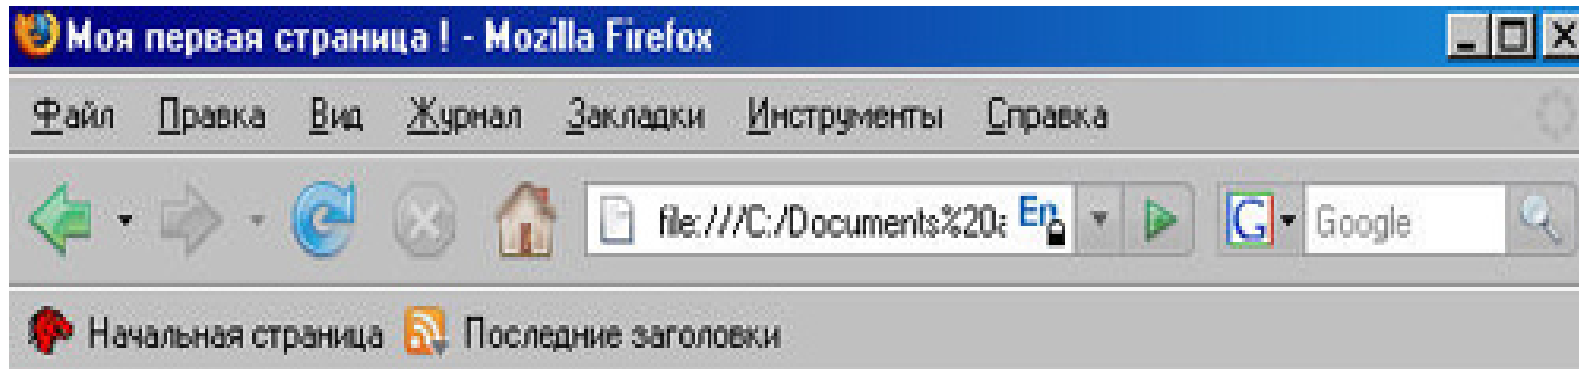 Моя первая страница ! - Mozilla Firefox
Файл Правка Вид Журнал Закладки Инструменты Справка
file:///C:/Documents%20a En G Google
Начальная страница Последние заголовки